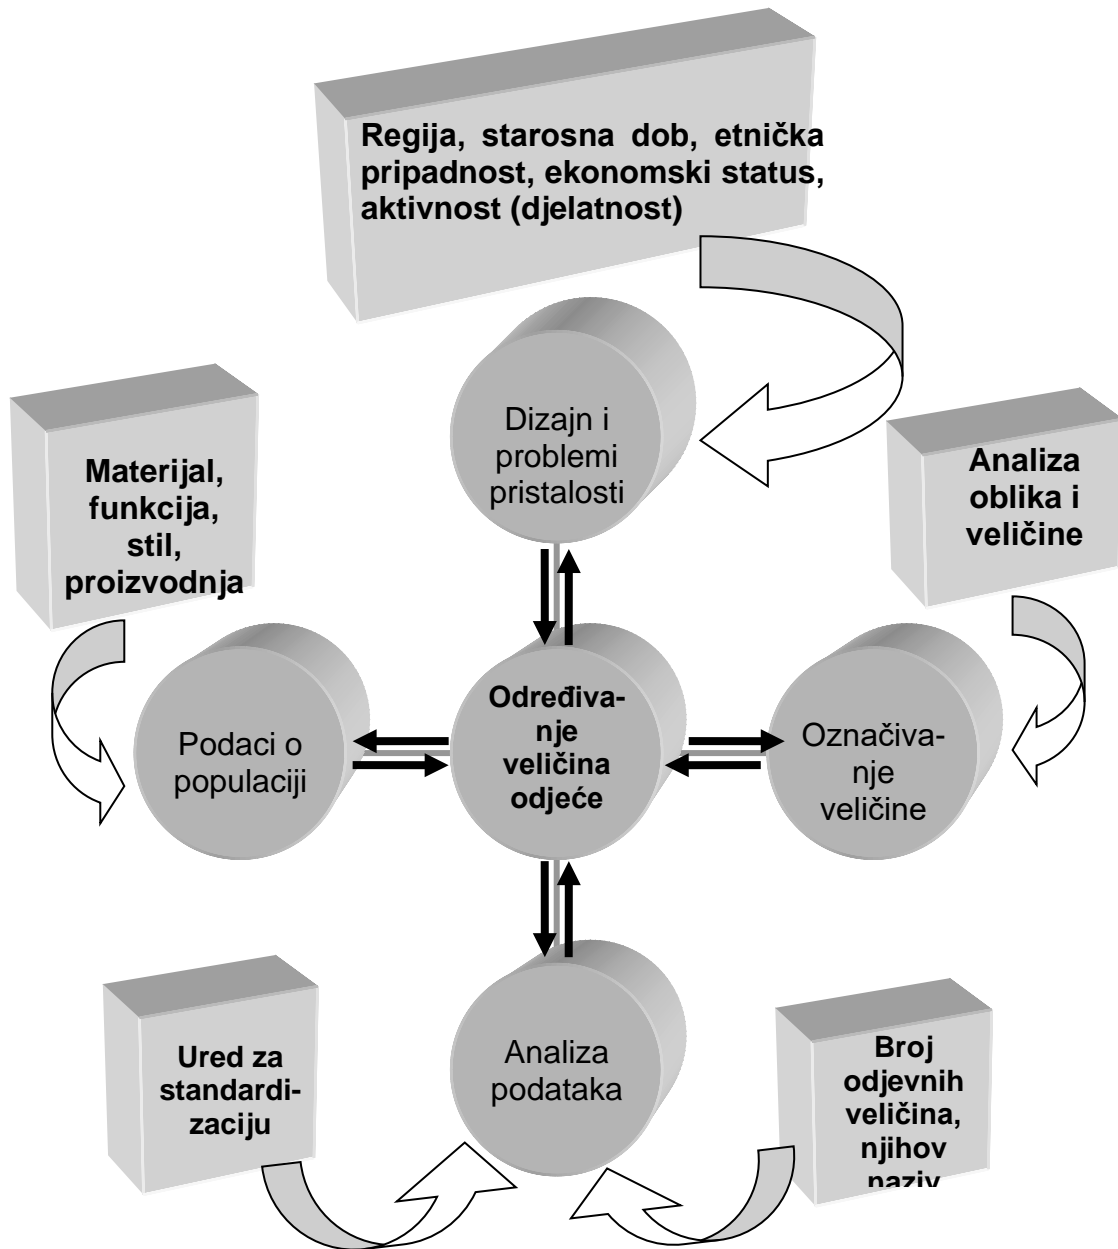 Regija, starosna dob, etnička
pripadnost, ekonomski status,
aktivnost (djelatnost)
Dizajn i
problemi
pristalosti
Materijal,
funkcija,
stil,
proizvodnja
Analiza
oblika i
veličine
Podaci o
populaciji
Određiva-
nje
veličina
odjeće
Označiva-
nje
veličine
Analiza
podataka
Ured za
standardi-
zaciju
Broj
odjevnih
veličina,
njihov
naziv